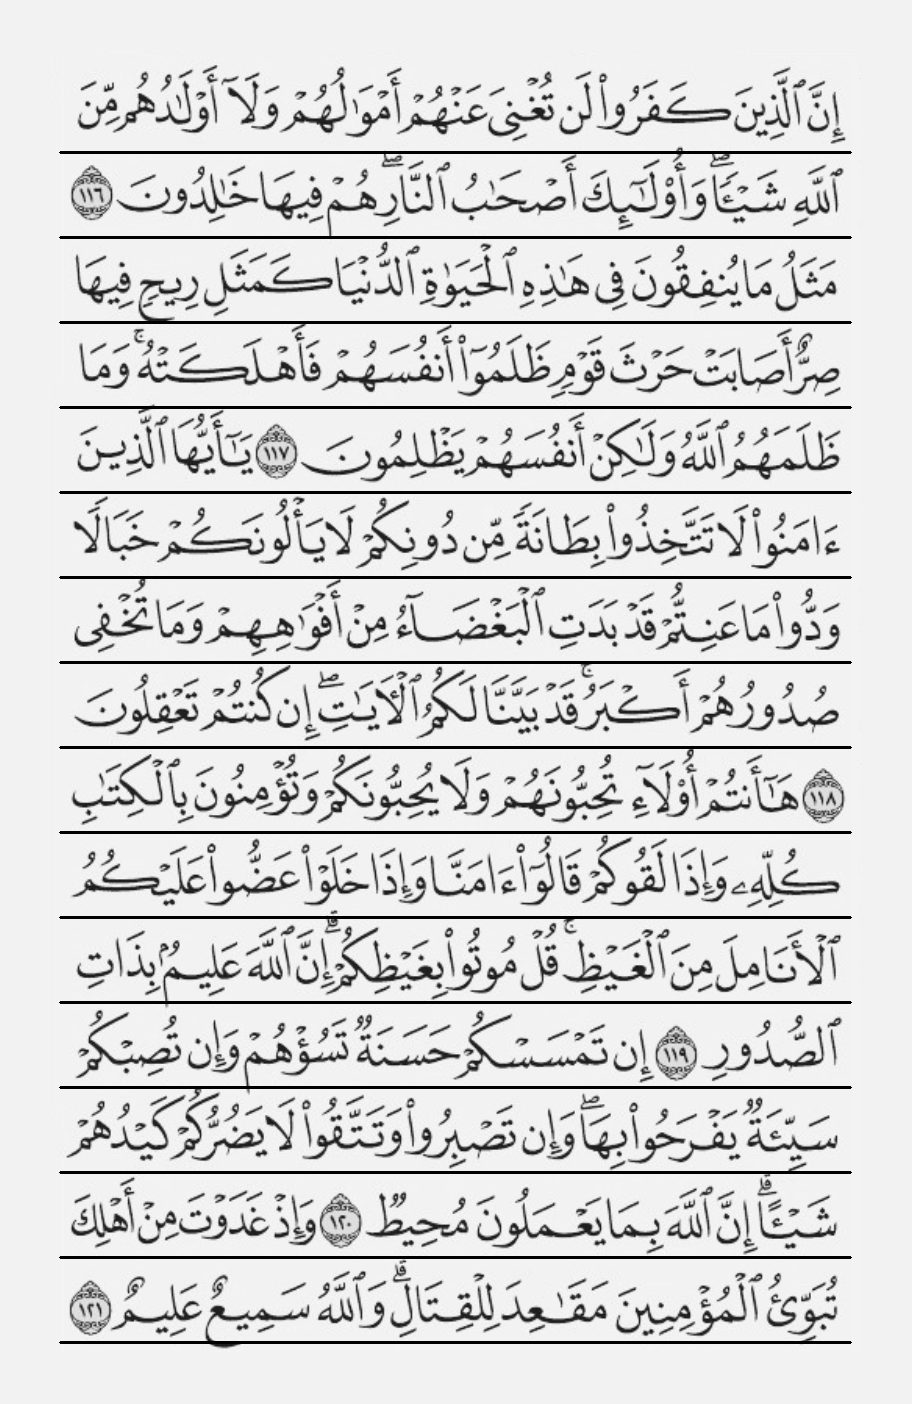 إِنَّ ٱلَّذِينَ كَفَرُوا۟ لَن تُغْنِىَ عَنْهُمْ أَمْوَٰلُهُمْ وَلَآ أَوْلَـٰدُهُم مِّنَ
ٱللَّهِ شَيْـًٔا ۖ وَأُو۟لَـٰٓئِكَ أَصْحَـٰبُ ٱلنَّارِ ۖ هُمْ فِيهَا خَـٰلِدُونَ ١١٦
مَثَلُ مَا يُنفِقُونَ فِى هَـٰذِهِ ٱلْحَيَوٰةِ ٱلدُّنْيَا كَمَثَلِ رِيحٍ فِيهَا
صِرٌّ أَصَابَتْ حَرْثَ قَوْمٍ ظَلَمُوٓا۟ أَنفُسَهُمْ فَأَهْلَكَتْهُ ۚ وَمَا
ظَلَمَهُمُ ٱللَّهُ وَلَـٰكِنْ أَنفُسَهُمْ يَظْلِمُونَ ١١٧ يَـٰٓأَيُّهَا ٱلَّذِينَ
ءَامَنُوا۟ لَا تَتَّخِذُوا۟ بِطَانَةً مِّن دُونِكُمْ لَا يَأْلُونَكُمْ خَبَالًا
وَدُّوا۟ مَا عَنِتُّمْ قَدْ بَدَتِ ٱلْبَغْضَآءُ مِنْ أَفْوَٰهِهِمْ وَمَا تُخْفِى
صُدُورُهُمْ أَكْبَرُ ۚ قَدْ بَيَّنَّا لَكُمُ ٱلْـَٔايَـٰتِ ۖ إِن كُنتُمْ تَعْقِلُونَ
١١٨ هَـٰٓأَنتُمْ أُو۟لَآءِ تُحِبُّونَهُمْ وَلَا يُحِبُّونَكُمْ وَتُؤْمِنُونَ بِٱلْكِتَـٰبِ
كُلِّهِۦ وَإِذَا لَقُوكُمْ قَالُوٓا۟ ءَامَنَّا وَإِذَا خَلَوْا۟ عَضُّوا۟ عَلَيْكُمُ
ٱلْأَنَامِلَ مِنَ ٱلْغَيْظِ ۚ قُلْ مُوتُوا۟ بِغَيْظِكُمْ ۗ إِنَّ ٱللَّهَ عَلِيمٌۢ بِذَاتِ
ٱلصُّدُورِ ١١٩ إِن تَمْسَسْكُمْ حَسَنَةٌ تَسُؤْهُمْ وَإِن تُصِبْكُمْ
سَيِّئَةٌ يَفْرَحُوا۟ بِهَا ۖ وَإِن تَصْبِرُوا۟ وَتَتَّقُوا۟ لَا يَضُرُّكُمْ كَيْدُهُمْ
شَيْـًٔا ۗ إِنَّ ٱللَّهَ بِمَا يَعْمَلُونَ مُحِيطٌ ١٢٠ وَإِذْ غَدَوْتَ مِنْ أَهْلِكَ
تُبَوِّئُ ٱلْمُؤْمِنِينَ مَقَـٰعِدَ لِلْقِتَالِ ۗ وَٱللَّهُ سَمِيعٌ عَلِيمٌ ١٢١